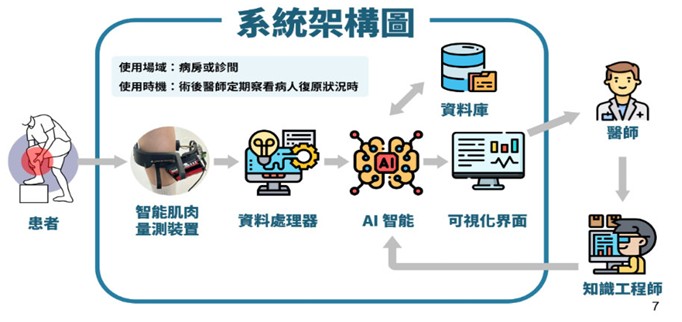 系統架構圖
使用場域：病房或診間
使用時機：術後醫師定期察看病人復原狀況時
資料庫
醫師
AI
患者
智能肌肉
量測裝置
資料處理器
AI 智能
可視化界面
知識工程師
7